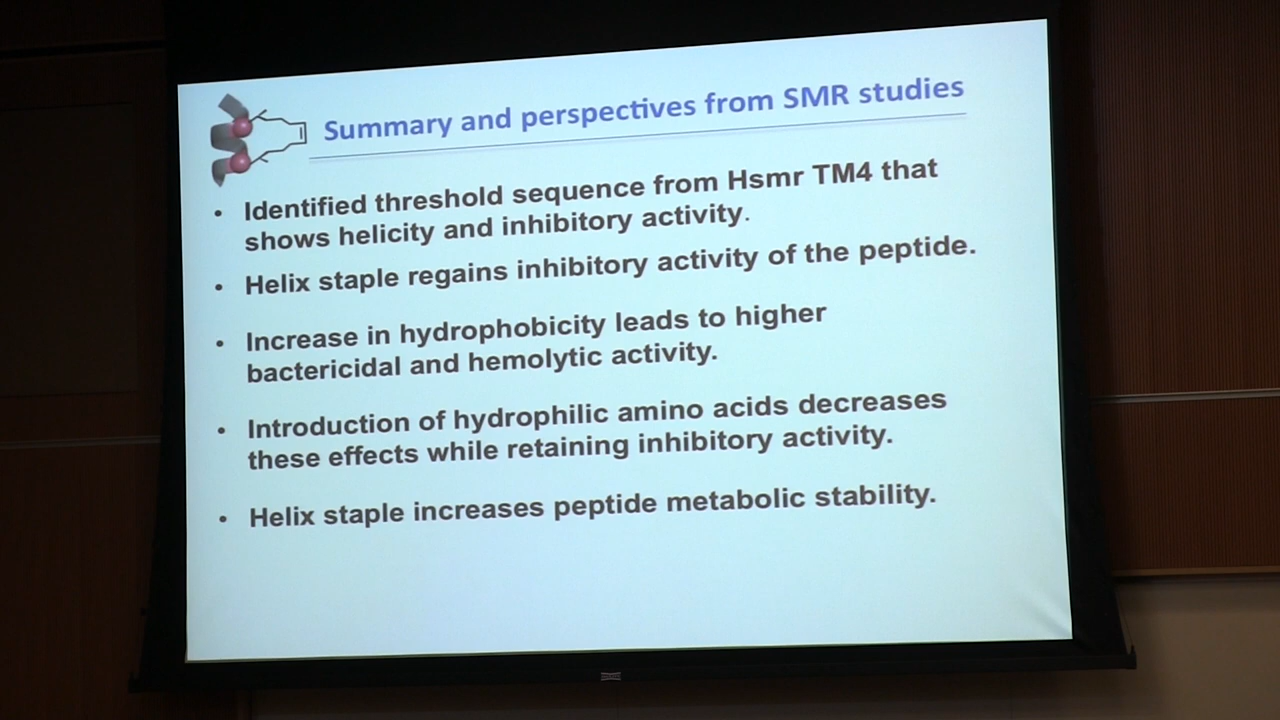 Summary and perspectives from SMR studies
• Identified threshold sequence from Hsmr TM4 that
shows helicity and inhibitory activity.
• Helix staple regains inhibitory activity of the peptide.
• Increase in hydrophobicity leads to higher
bactericidal and hemolytic activity.
• Introduction of hydrophilic amino acids decreases
these effects while retaining inhibitory activity.
• Helix staple increases peptide metabolic stability.